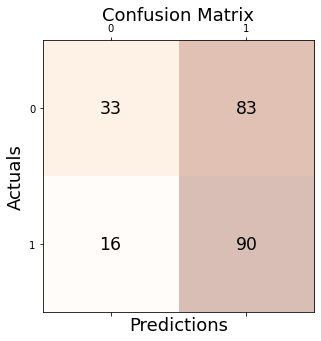 Confusion Matrix
0 1
0 33 83
Actuals
1 16 90
Predictions